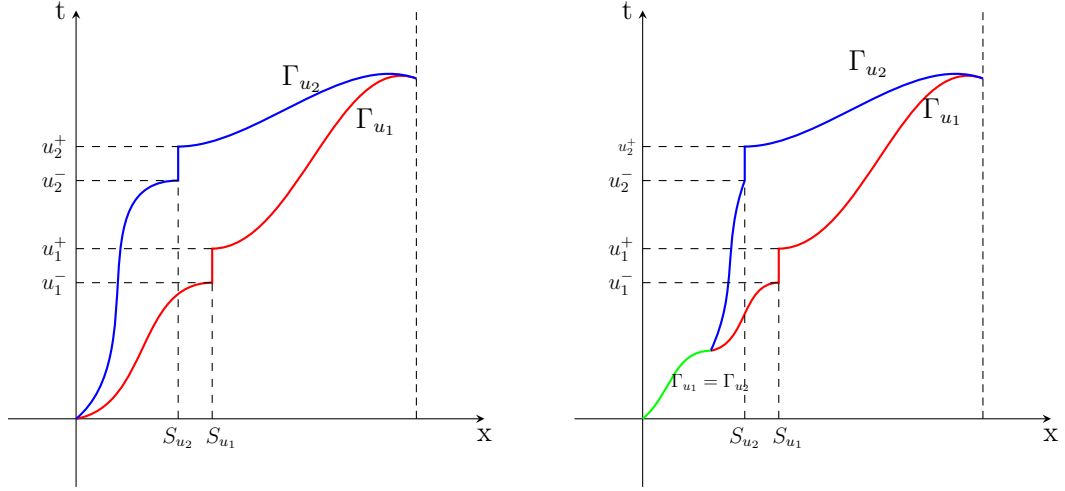 t
Γ_{u_2}
Γ_{u_1}
u_2^+
u_2^-
u_1^+
u_1^-
S_{u_2} S_{u_1}
x
t
Γ_{u_2}
Γ_{u_1}
u_2^+
u_2^-
u_1^+
u_1^-
Γ_{u_1} = Γ_{u_2}
S_{u_2} S_{u_1}
x